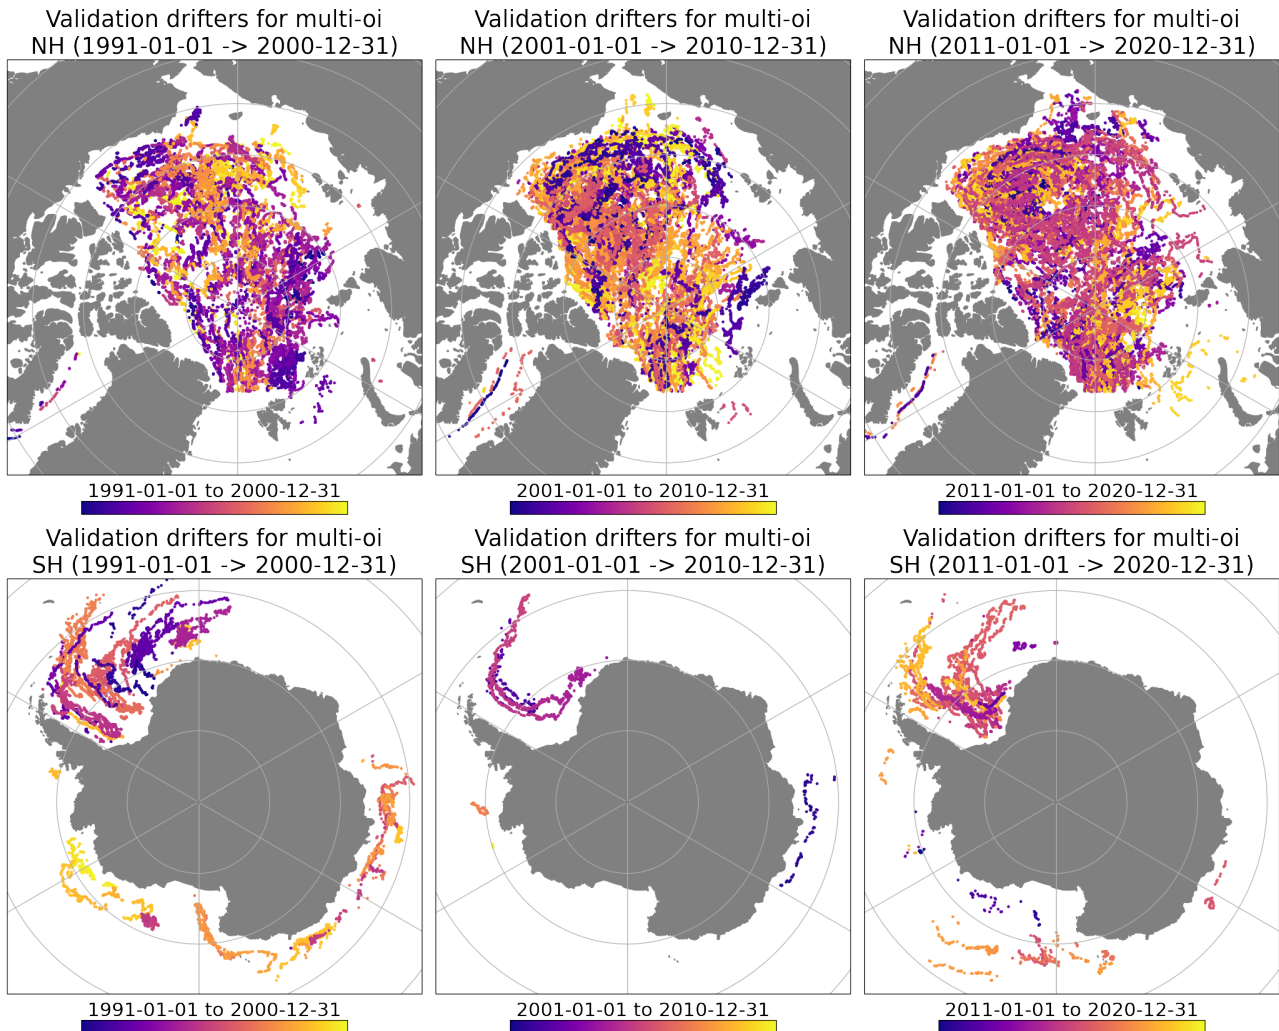 Validation drifters for multi-oi
NH (1991-01-01 -> 2000-12-31)
Validation drifters for multi-oi
NH (2001-01-01 -> 2010-12-31)
Validation drifters for multi-oi
NH (2011-01-01 -> 2020-12-31)
1991-01-01 to 2000-12-31
2001-01-01 to 2010-12-31
2011-01-01 to 2020-12-31
Validation drifters for multi-oi
SH (1991-01-01 -> 2000-12-31)
Validation drifters for multi-oi
SH (2001-01-01 -> 2010-12-31)
Validation drifters for multi-oi
SH (2011-01-01 -> 2020-12-31)
1991-01-01 to 2000-12-31
2001-01-01 to 2010-12-31
2011-01-01 to 2020-12-31